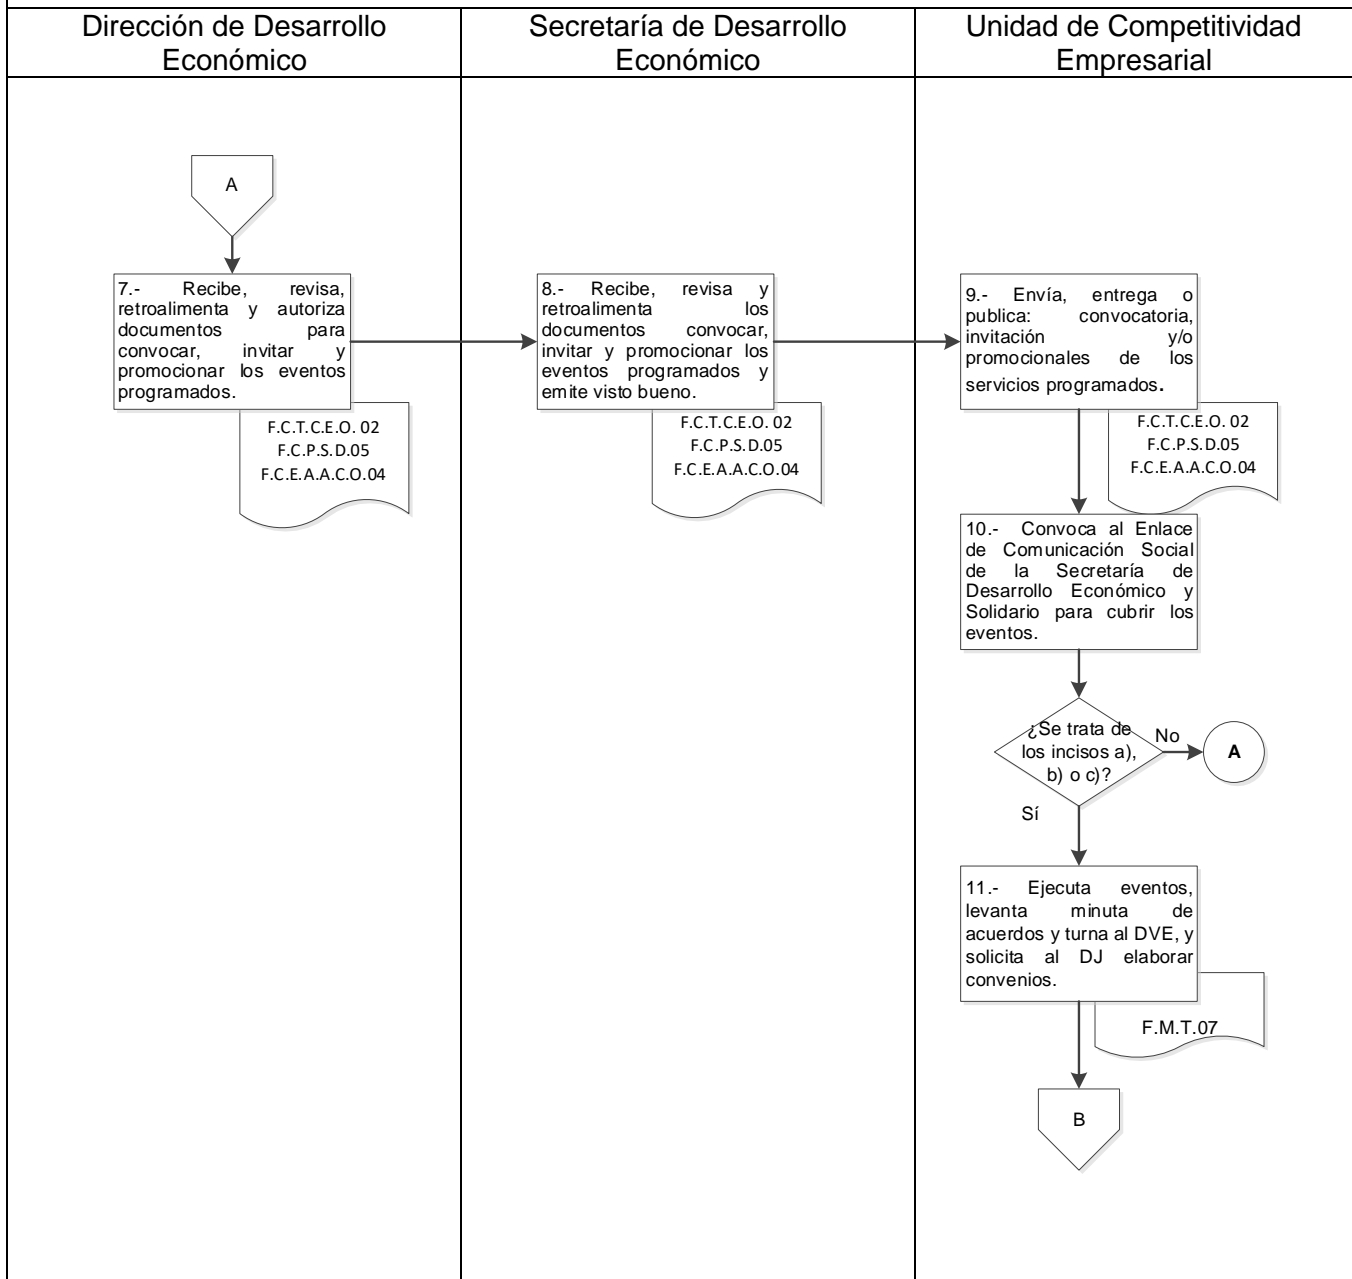 Dirección de Desarrollo
Económico
Secretaría de Desarrollo
Económico
Unidad de Competitividad
Empresarial
A
7.- Recibe, revisa,
retroalimenta y autoriza
documentos para
convocar, invitar y
promocionar los eventos
programados.
F.C.T.C.E.O. 02
F.C.P.S.D.05
F.C.E.A.A.C.O.04
8.- Recibe, revisa y
retroalimenta los
documentos convocar,
invitar y promocionar los
eventos programados y
emite visto bueno.
F.C.T.C.E.O. 02
F.C.P.S.D.05
F.C.E.A.A.C.O.04
9.- Envía, entrega o
publica: convocatoria,
invitación y/o
promocionales de los
servicios programados.
F.C.T.C.E.O. 02
F.C.P.S.D.05
F.C.E.A.A.C.O.04
10.- Convoca al Enlace
de Comunicación Social
de la Secretaría de
Desarrollo Económico y
Solidario para cubrir los
eventos.
¿Se trata de
los incisos a),
b) o c)?
No
A
Sí
11.- Ejecuta eventos,
levanta minuta de
acuerdos y turna al DVE, y
solicita al DJ elaborar
convenios.
F.M.T.07
B